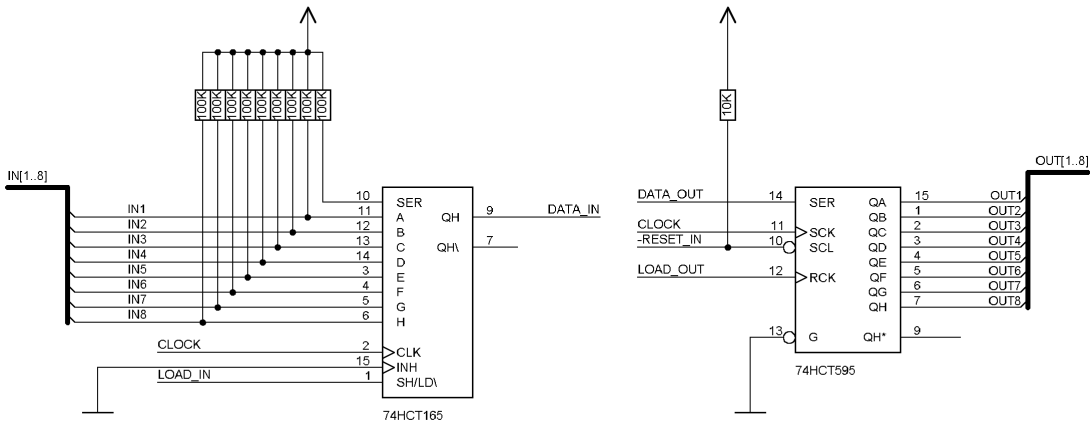 100K 100K 100K 100K 100K 100K 100K 100K 100K
10K
IN[1..8]
OUT[1..8]
IN1
IN2
IN3
IN4
IN5
IN6
IN7
IN8
CLOCK
LOAD_IN
10
11
12
13
14
3
4
5
6
2
15
1
SER
A
B
C
D
E
F
G
H
CLK
INH
SH/LD\
QH
QH\
9
7
DATA_IN
74HCT165
DATA_OUT
CLOCK
-RESET_IN
LOAD_OUT
14
11
10
12
13
SER
SCK
SCL
RCK
G
QA
QB
QC
QD
QE
QF
QG
QH
QH*
15
1
2
3
4
5
6
7
9
OUT1
OUT2
OUT3
OUT4
OUT5
OUT6
OUT7
OUT8
74HCT595